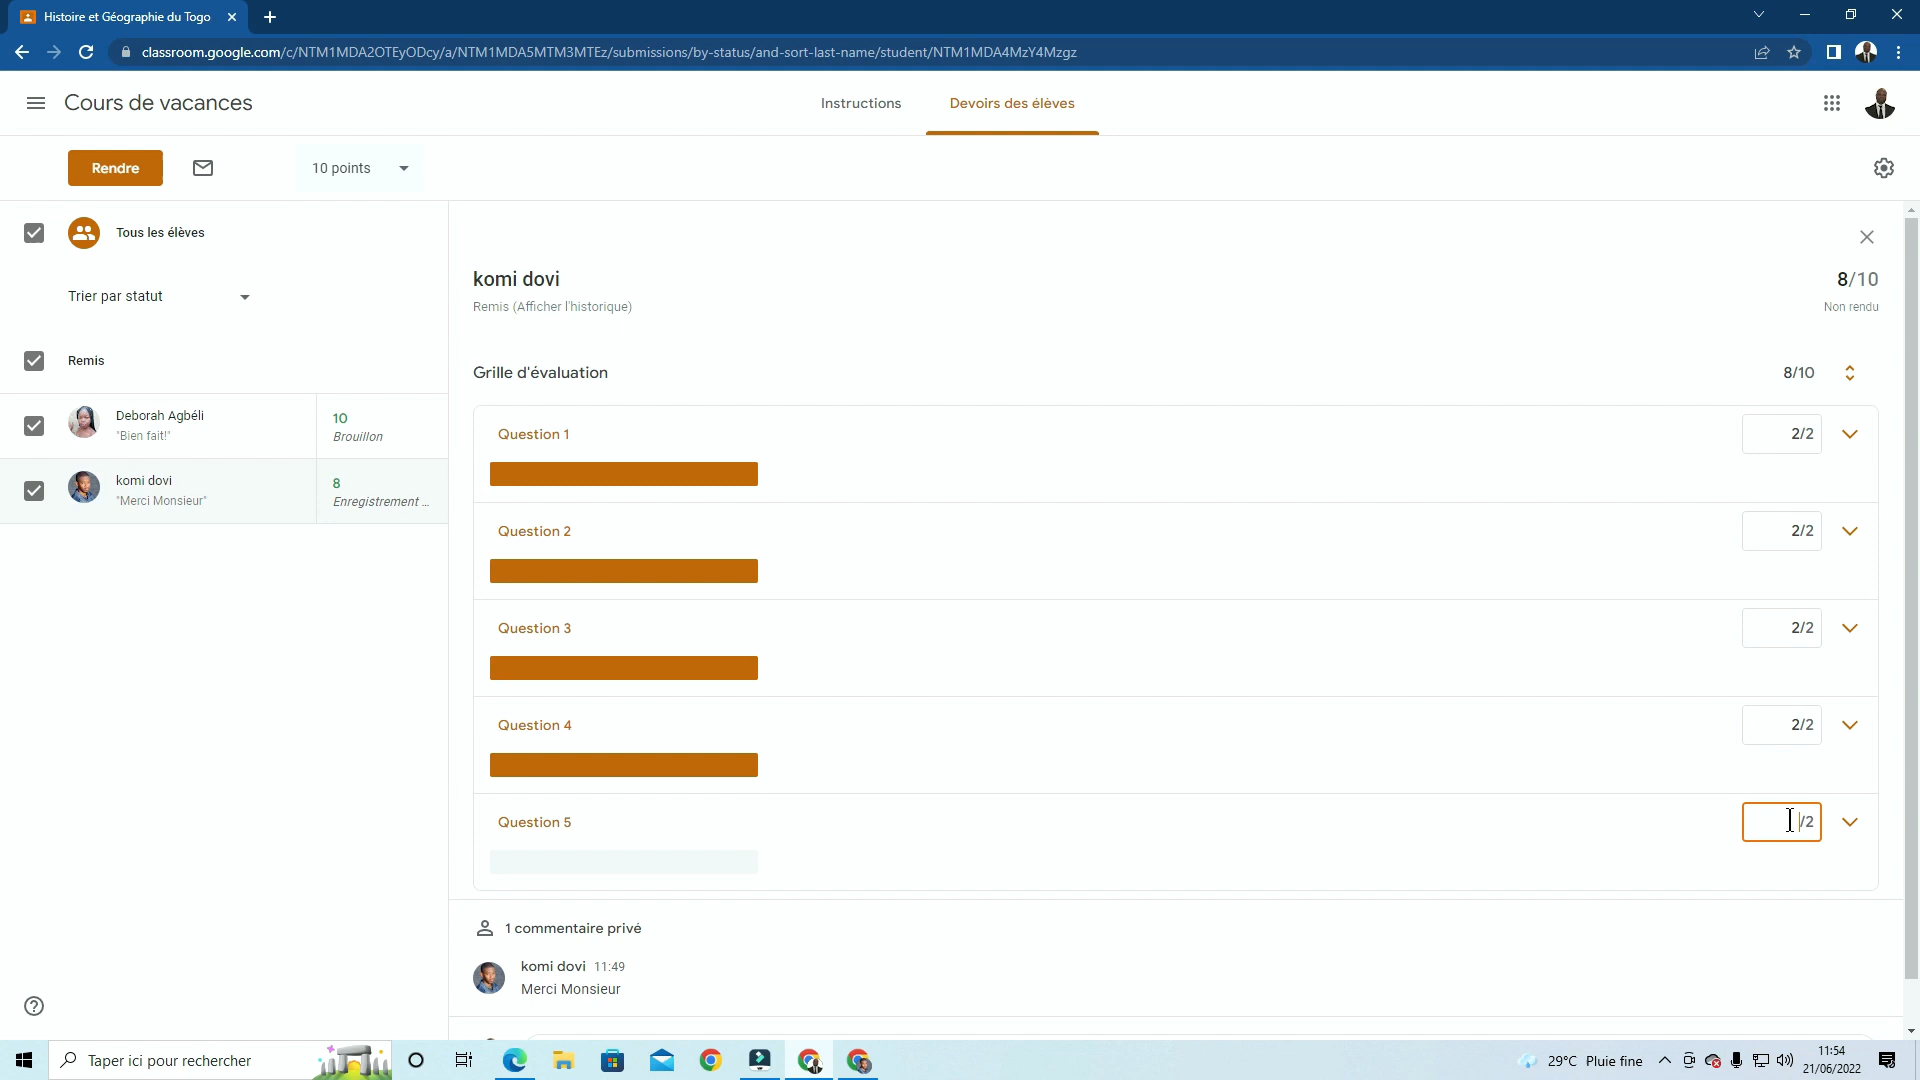 Histoire et Géographie du Togo
classroom.google.com/c/NTM1MDA2OTEyODcy/a/NTM1MDA5MTM3MTEz/submissions/by-status/and-sort-last-name/student/NTM1MDA4MzY4Mzgz
Cours de vacances
Instructions
Devoirs des élèves
Rendre
10 points
Tous les élèves
Trier par statut
Remis
Deborah Agbéli
"Bien fait!"
10
Brouillon
komi dovi
"Merci Monsieur"
8
Enregistrement ...
komi dovi
8/10
Remis (Afficher l'historique)
Non rendu
Grille d'évaluation
8/10
Question 1
2/2
Question 2
2/2
Question 3
2/2
Question 4
2/2
Question 5
/2
1 commentaire privé
komi dovi 11:49
Merci Monsieur
Taper ici pour rechercher
29°C Pluie fine
11:54
21/06/2022